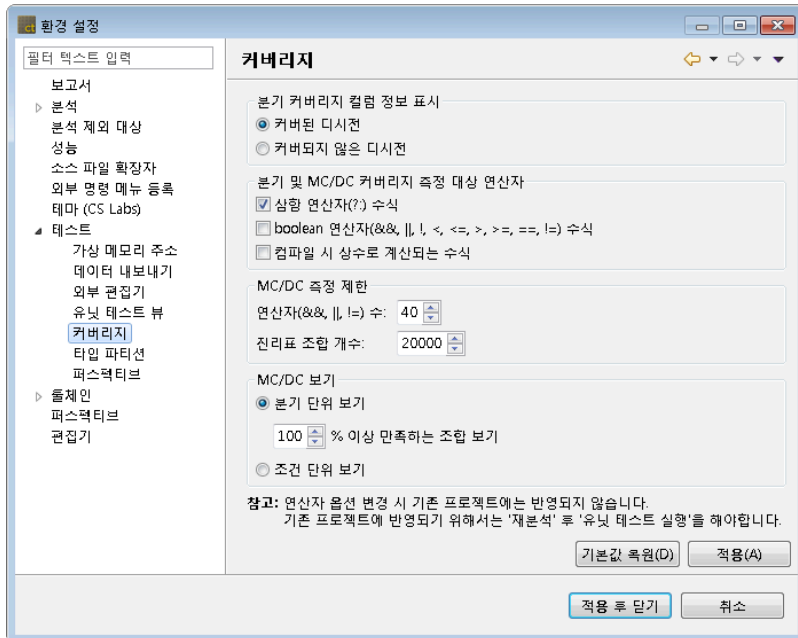 ct 환경 설정
필터 텍스트 입력
보고서
분석
분석 제외 대상
성능
소스 파일 확장자
외부 명령 메뉴 등록
테마 (CS Labs)
테스트
가상 메모리 주소
데이터 내보내기
외부 편집기
유닛 테스트 뷰
커버리지
타입 파티션
퍼스펙티브
툴체인
퍼스펙티브
편집기
커버리지
분기 커버리지 컬럼 정보 표시
커버된 디시전
커버되지 않은 디시전
분기 및 MC/DC 커버리지 측정 대상 연산자
삼항 연산자(?:) 수식
boolean 연산자(&&, ||, !, <, <=, >, >=, ==, !=) 수식
컴파일 시 상수로 계산되는 수식
MC/DC 측정 제한
연산자(&&, ||, !=) 수: 40
진리표 조합 개수: 20000
MC/DC 보기
분기 단위 보기
100 % 이상 만족하는 조합 보기
조건 단위 보기
참고: 연산자 옵션 변경 시 기존 프로젝트에는 반영되지 않습니다.
기존 프로젝트에 반영되기 위해서는 '재분석' 후 '유닛 테스트 실행'을 해야합니다.
기본값 복원(D) 적용(A)
적용 후 닫기 취소